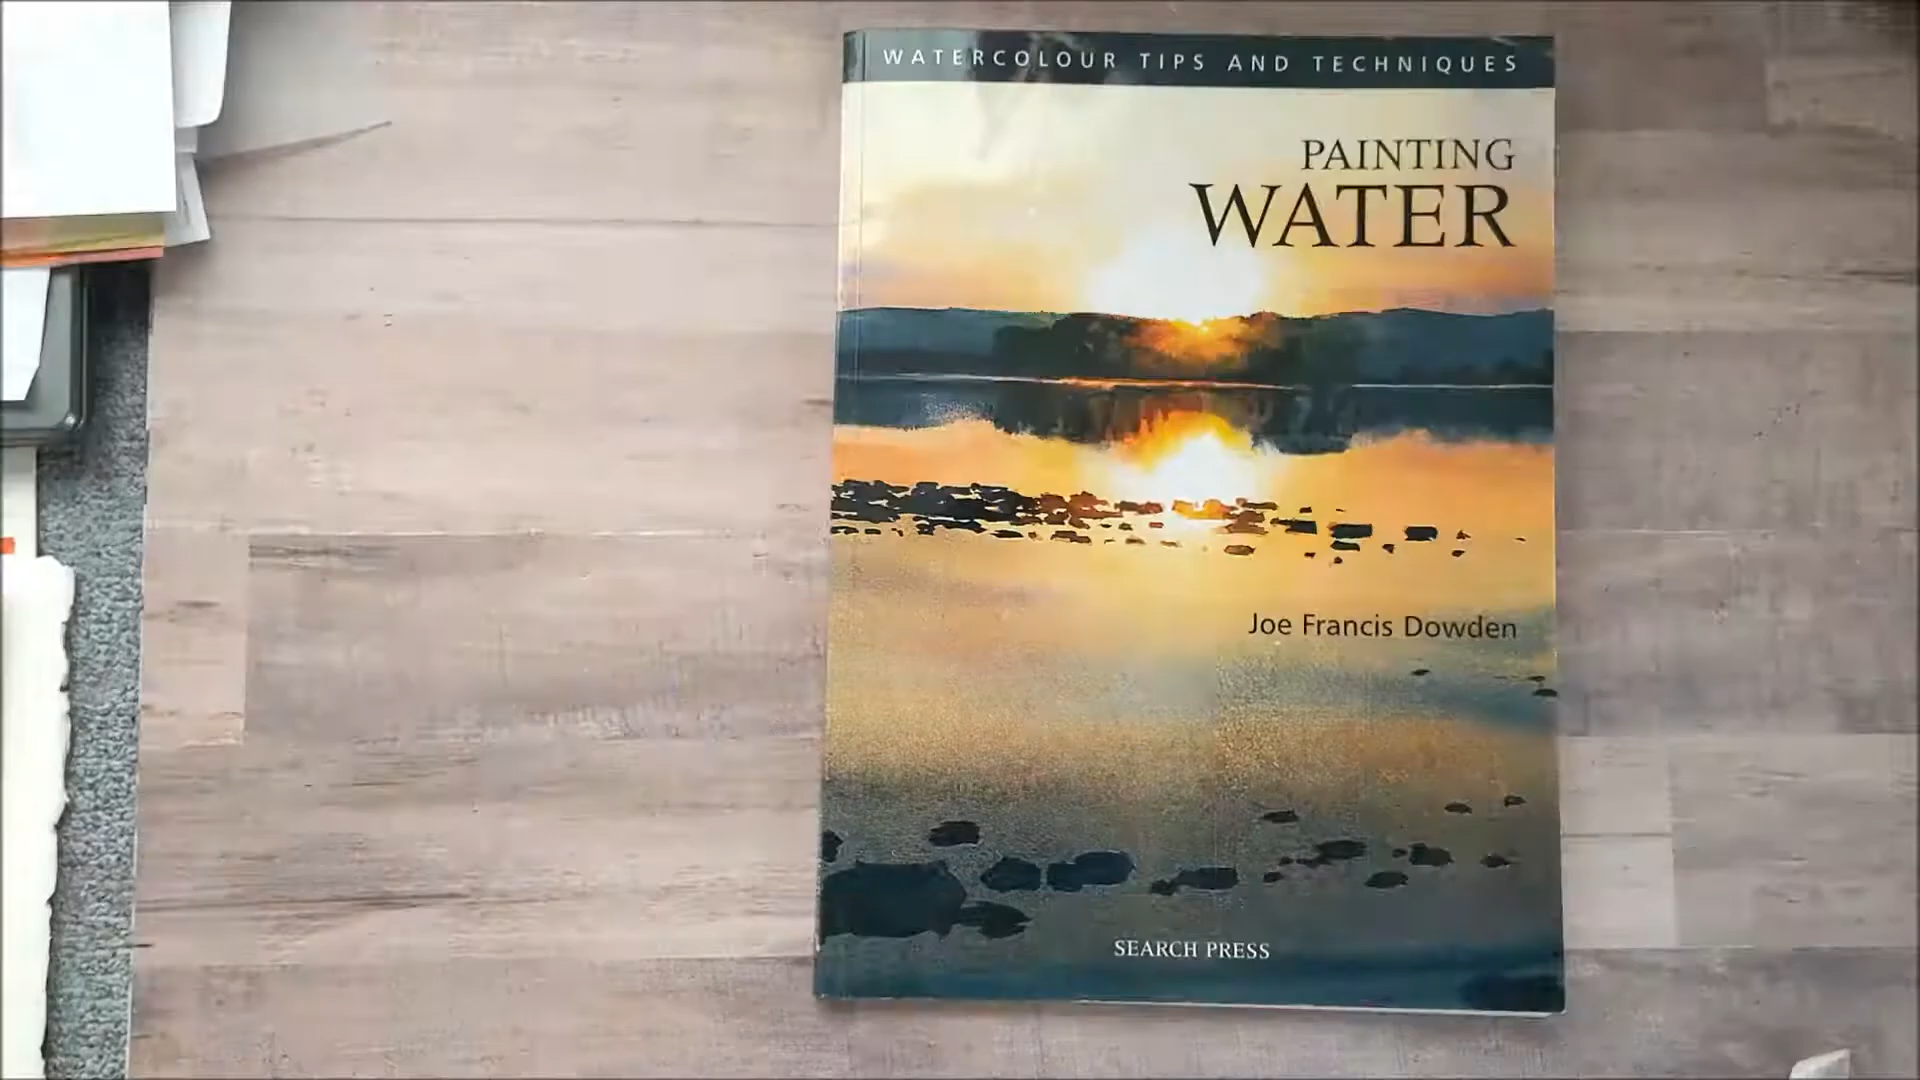 WATERCOLOUR TIPS AND TECHNIQUES
PAINTING
WATER
Joe Francis Dowden
SEARCH PRESS